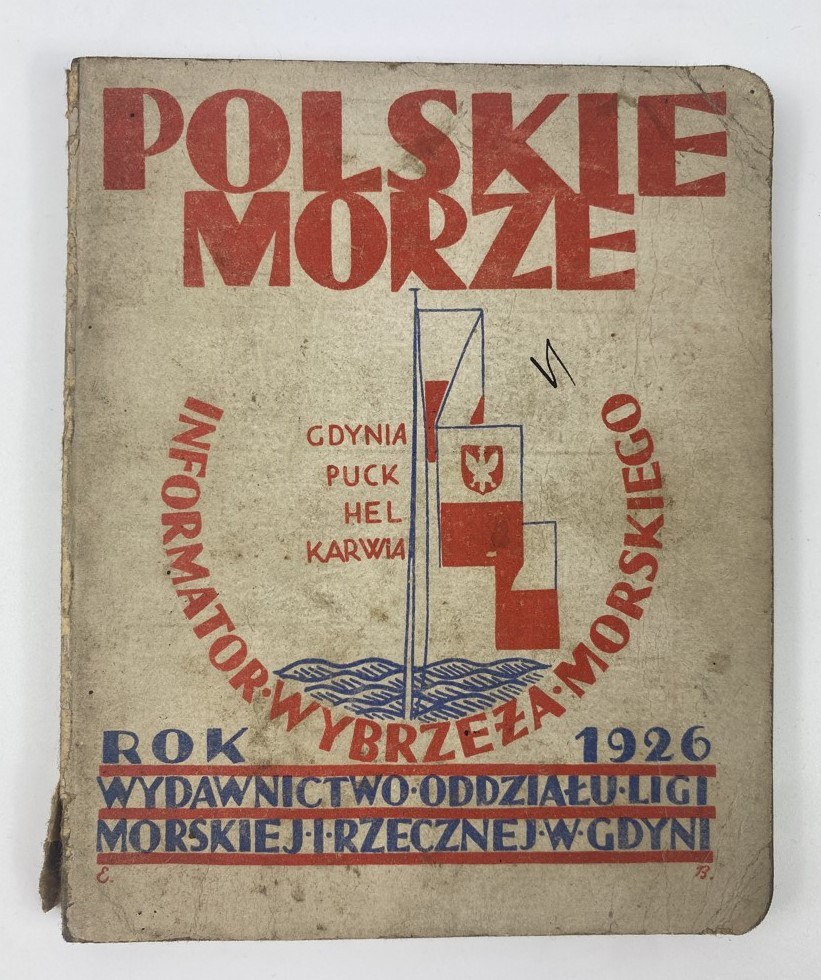 POLSKIE
MORZE
GDYNIA
PUCK
HEL
KARWIA
INFORMATOR·WYBRZEŻA·MORSKIEGO
ROK 1926
WYDAWNICTWO·ODDZIAŁU·LIGI
MORSKIEJ·I·RZECZNEJ·W·GDYNI
E. B.